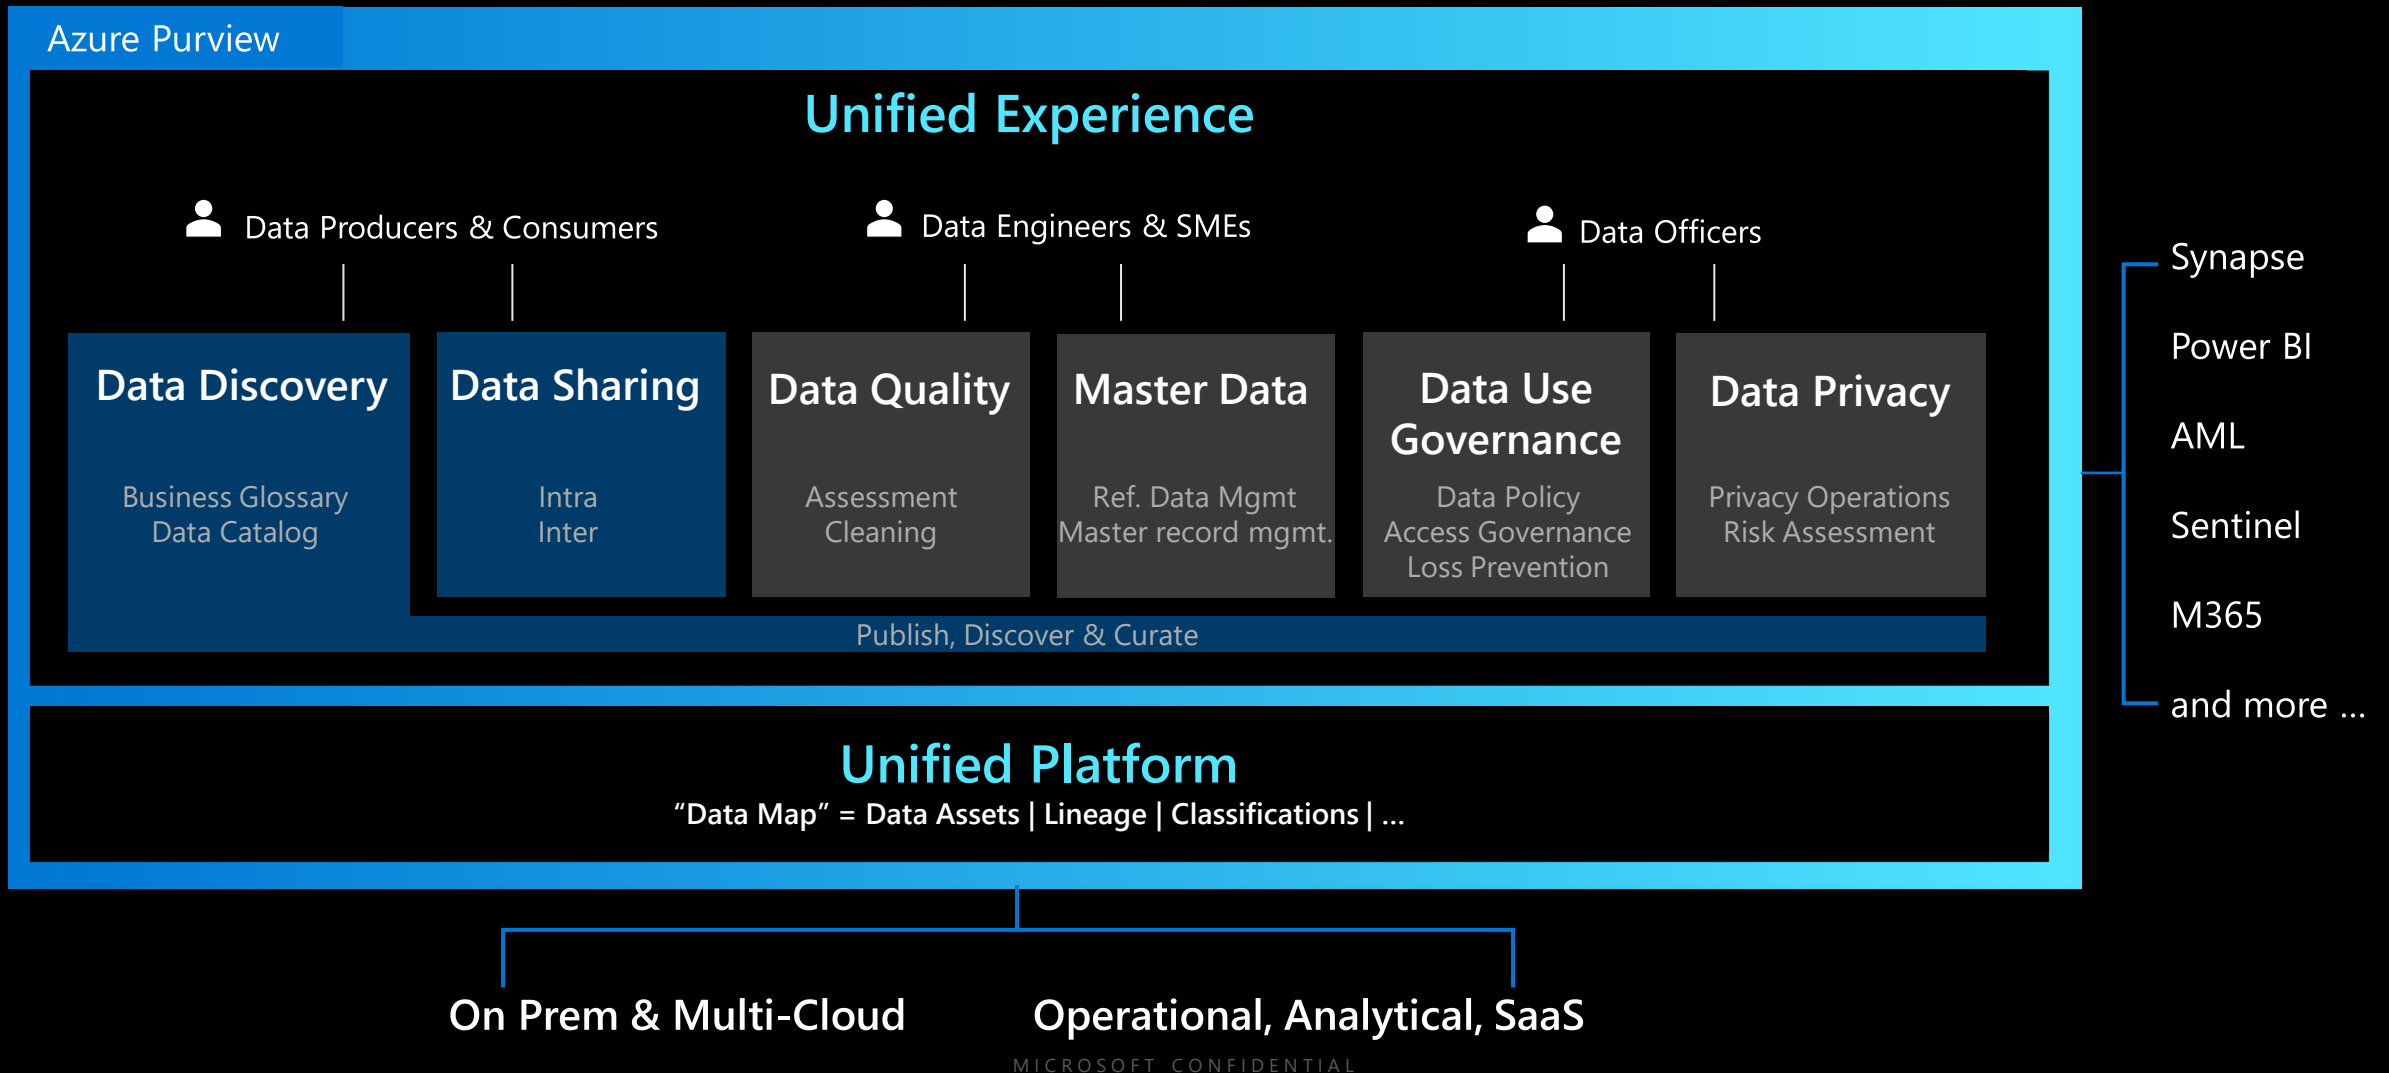 Azure Purview
Unified Experience
Data Producers & Consumers
Data Engineers & SMEs
Data Officers
Data Discovery
Business Glossary
Data Catalog
Data Sharing
Intra
Inter
Data Quality
Assessment
Cleaning
Master Data
Ref. Data Mgmt
Master record mgmt.
Data Use
Governance
Data Policy
Access Governance
Loss Prevention
Data Privacy
Privacy Operations
Risk Assessment
Publish, Discover & Curate
Synapse
Power BI
AML
Sentinel
M365
and more ...
Unified Platform
“Data Map” = Data Assets | Lineage | Classifications | ...
On Prem & Multi-Cloud
Operational, Analytical, SaaS
MICROSOFT CONFIDENTIAL